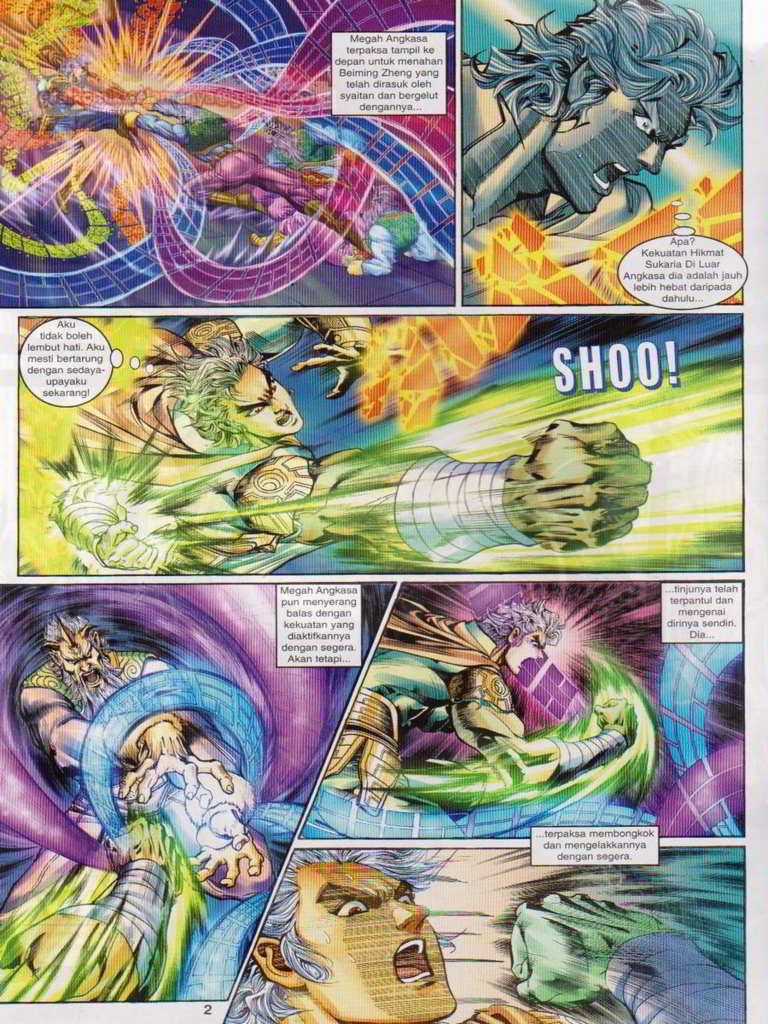 Megah Angkasa
terpaksa tampil ke
depan untuk menahan
Beiming Zheng yang
telah dirasuk oleh
syaitan dan bergelut
dengannya...
Apa?
Kekuatan Hikmat
Sukaria Di Luar
Angkasa dia adalah jauh
lebih hebat daripada
dahulu...
Aku
tidak boleh
lembut hati. Aku
mesti bertarung
dengan sedaya-
upayaku
sekarang!
SHOO!
Megah Angkasa
pun menyerang
balas dengan
kekuatan yang
diaktifkannya
dengan segera.
Akan tetapi...
...tinjunya telah
terpantul dan
mengenai
dirinya sendiri.
Dia...
...terpaksa membongkok
dan mengelakkannya
dengan segera.
2